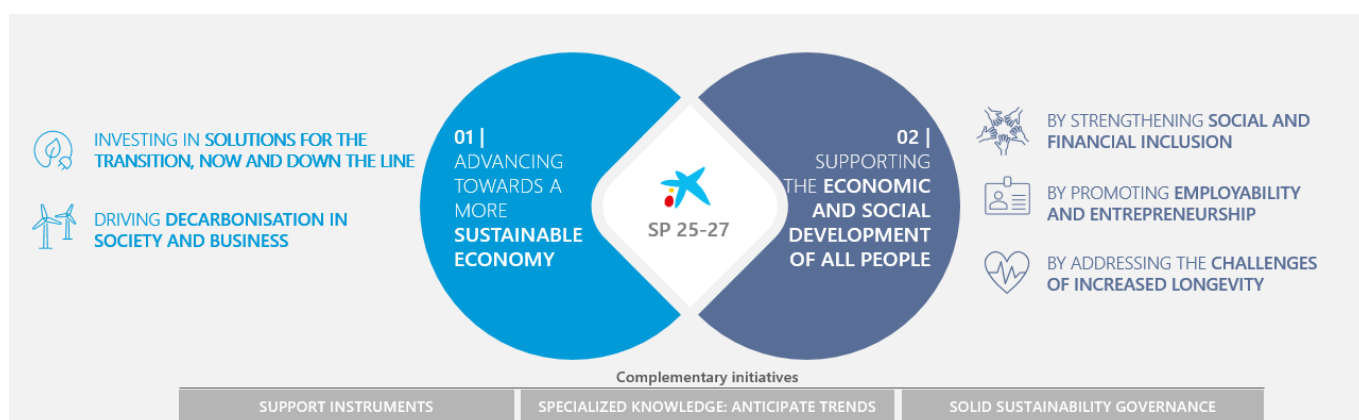 INVESTING IN SOLUTIONS FOR THE
TRANSITION, NOW AND DOWN THE LINE
DRIVING DECARBONISATION IN
SOCIETY AND BUSINESS
01 |
ADVANCING
TOWARDS A
MORE
SUSTAINABLE
ECONOMY
SP 25-27
02 |
SUPPORTING
THE ECONOMIC
AND SOCIAL
DEVELOPMENT
OF ALL PEOPLE
BY STRENGTHENING SOCIAL AND
FINANCIAL INCLUSION
BY PROMOTING EMPLOYABILITY
AND ENTREPRENEURSHIP
BY ADDRESSING THE CHALLENGES
OF INCREASED LONGEVITY
Complementary initiatives
SUPPORT INSTRUMENTS
SPECIALIZED KNOWLEDGE: ANTICIPATE TRENDS
SOLID SUSTAINABILITY GOVERNANCE